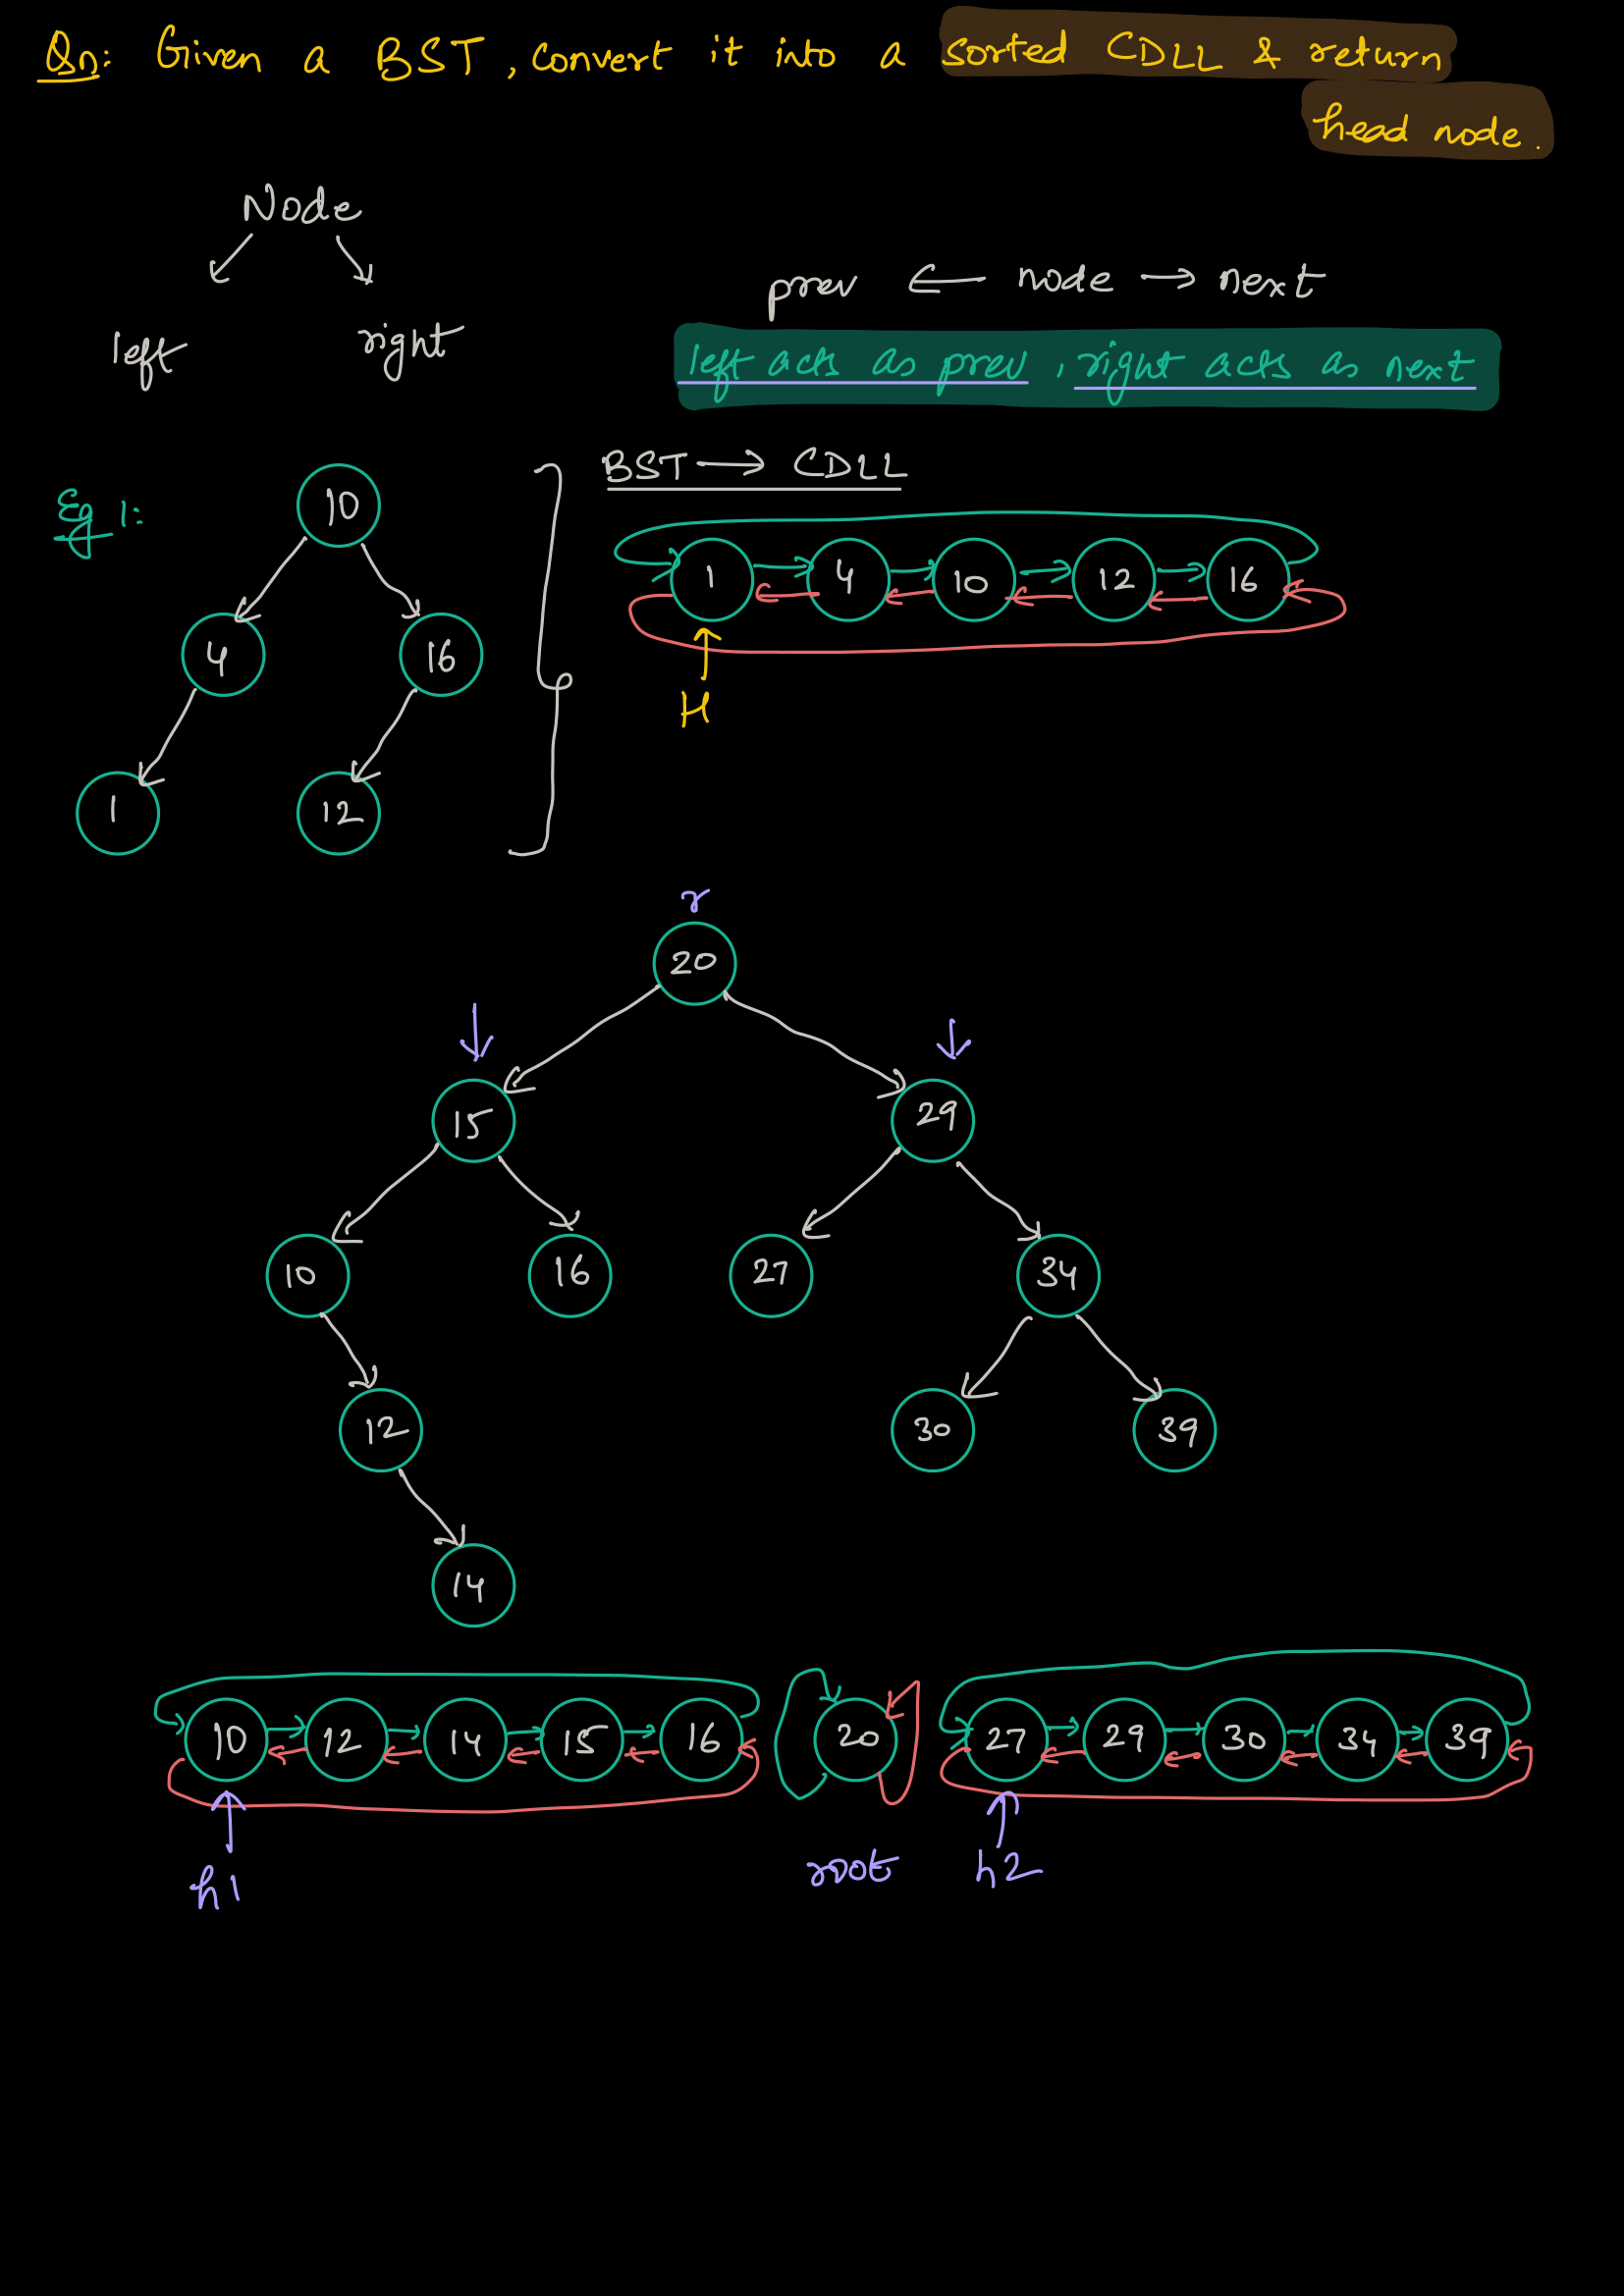 Qn: Given a BST, convert it into a sorted CDLL & return
head node.
Node
left right
prev ← node → next
left acts as prev, right acts as next
Eg 1:
BST → CDLL
10
4 16
1 12
1 4 10 12 16
H
r
20
15 29
10 16 27 34
12 30 39
14
10 12 14 15 16 20 27 29 30 34 39
h1 root h2